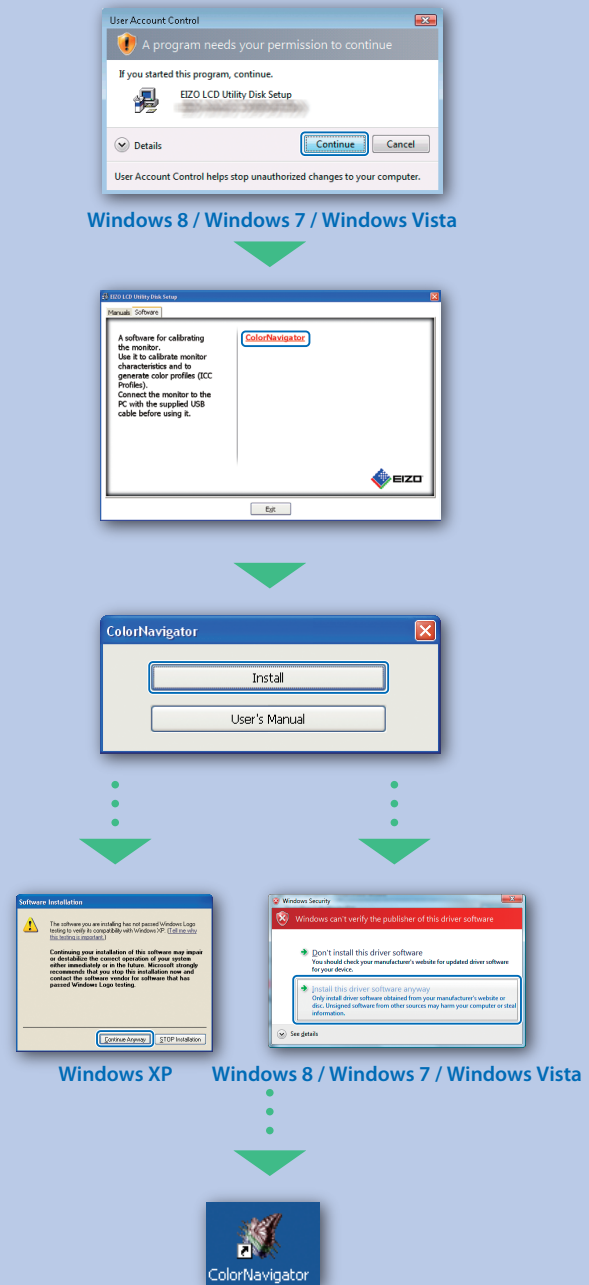 User Account Control
A program needs your permission to continue
If you started this program, continue.
EIZO LCD Utility Disk Setup
Details
Continue
Cancel
User Account Control helps stop unauthorized changes to your computer.
Windows 8 / Windows 7 / Windows Vista
EIZO LCD Utility Disk Setup
Manuals
Software
A software for calibrating
the monitor.
Use it to calibrate monitor
characteristics and to
generate color profiles (ICC
Profiles).
Connect the monitor to the
PC with the supplied USB
cable before using it.
ColorNavigator
EIZO
Exit
ColorNavigator
Install
User's Manual
Software Installation
The software you are installing has not passed Windows Logo
testing to verify its compatibility with Windows XP. (Tell me why
this testing is important.)
Continuing your installation of this software may impair
or destabilize the correct operation of your system
either immediately or in the future. Microsoft strongly
recommends that you stop this installation now and
contact the software vendor for software that has
passed Windows Logo testing.
Continue Anyway
STOP Installation
Windows XP
Windows Security
Windows can't verify the publisher of this driver software
Don't install this driver software
You should check your manufacturer's website for updated driver software
for your device.
Install this driver software anyway
Only install driver software obtained from your manufacturer's website or
disc. Unsigned software from other sources may harm your computer or steal
information.
See details
Windows 8 / Windows 7 / Windows Vista
ColorNavigator